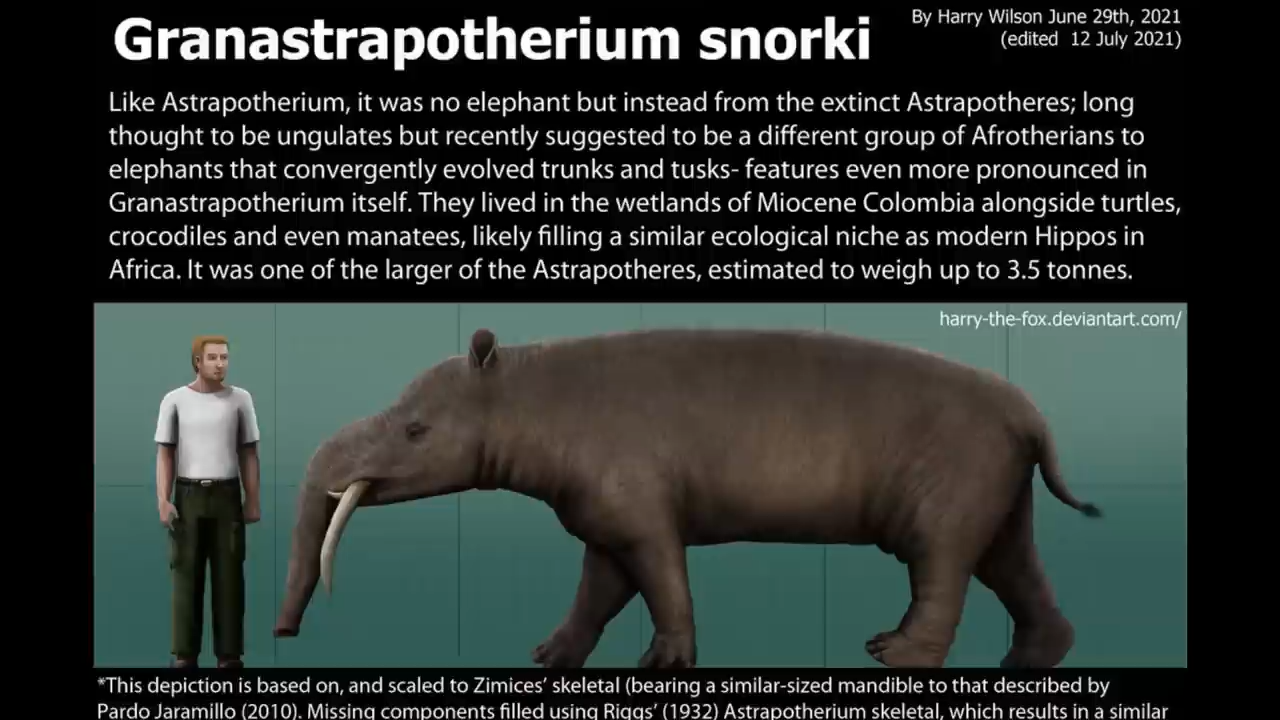 Granastrapotherium snorki
By Harry Wilson June 29th, 2021
(edited 12 July 2021)
Like Astrapotherium, it was no elephant but instead from the extinct Astrapotheres; long
thought to be ungulates but recently suggested to be a different group of Afrotherians to
elephants that convergently evolved trunks and tusks- features even more pronounced in
Granastrapotherium itself. They lived in the wetlands of Miocene Colombia alongside turtles,
crocodiles and even manatees, likely filling a similar ecological niche as modern Hippos in
Africa. It was one of the larger of the Astrapotheres, estimated to weigh up to 3.5 tonnes.
harry-the-fox.deviantart.com/
*This depiction is based on, and scaled to Zimices' skeletal (bearing a similar-sized mandible to that described by
Pardo Jaramillo (2010). Missing components filled using Riggs' (1932) Astrapotherium skeletal, which results in a similar